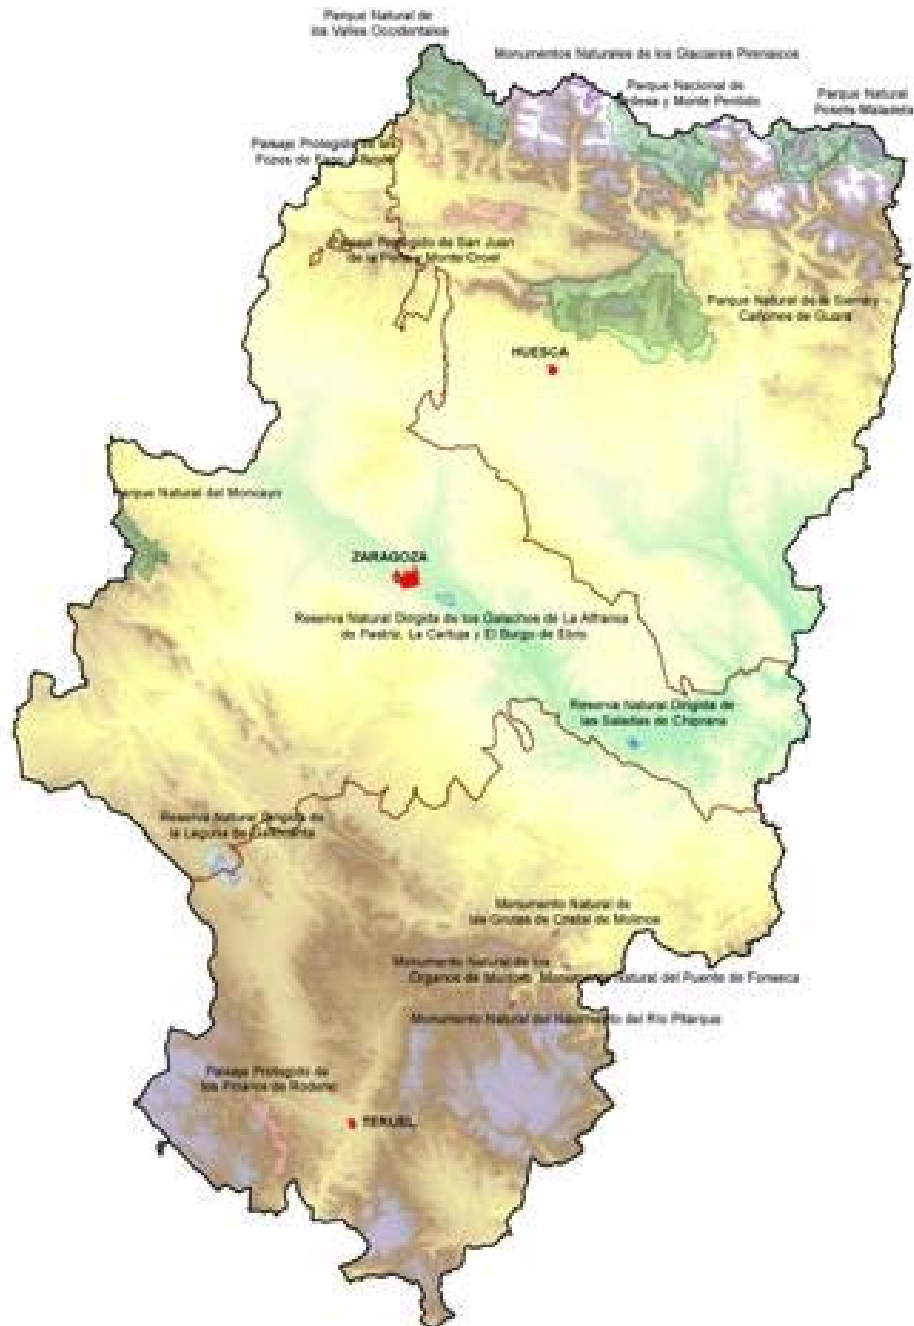 Parque Natural de
los Valles Occidentales
Monumentos Naturales de los Glaciares Pirenaicos
Parque Nacional de
Ordesa y Monte Perdido
Parque Natural
Posets-Maladeta
Paisaje Protegido de las
Fozes de
Paisaje Protegido de San Juan
de la Peña y Monte Oroel
Parque Natural de la Sierra y
Cañones de Guara
HUESCA
Parque Natural del Moncayo
ZARAGOZA
Reserva Natural Dirigida de los Galachos de La Alfranca
de Pastriz, La Cartuja y El Burgo de Ebro
Reserva Natural Dirigida de
las Saladas de Chiprana
Reserva Natural Dirigida de
la Laguna de Gallocanta
Monumento Natural de
las Grutas de Cristal de Molinos
Monumento Natural de los
Órganos de Montoro Monumento Natural del Puente de Fonseca
Monumento Natural del Nacimiento del Río Pitarque
Paisaje Protegido de
los Pinares de Rodeno
TERUEL